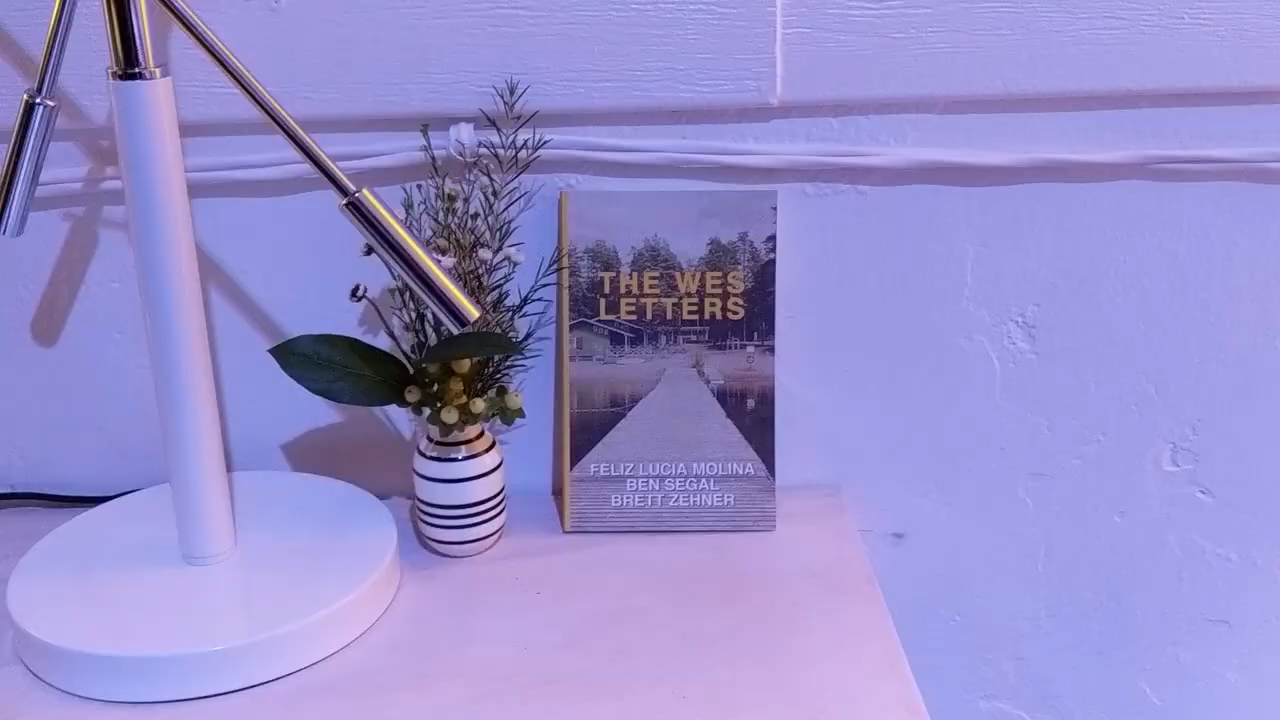 THE WES
LETTERS
FELIZ LUCIA MOLINA
BEN SEGAL
BRETT ZEHNER